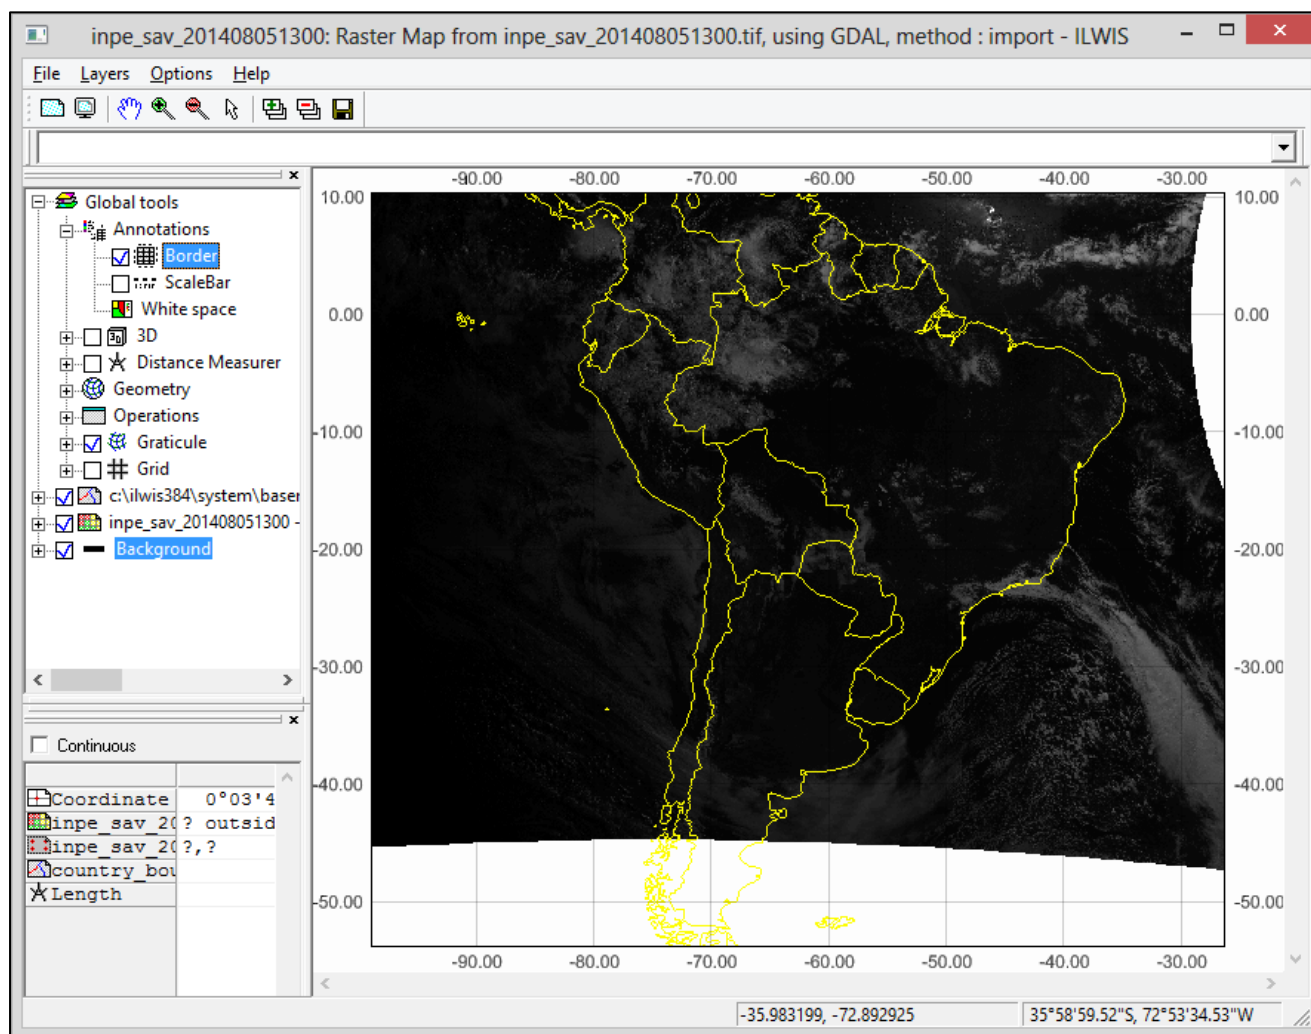 inpe_sav_201408051300: Raster Map from inpe_sav_201408051300.tif, using GDAL, method : import - ILWIS
File Layers Options Help
Global tools
Annotations
Border
ScaleBar
White space
3D
Distance Measurer
Geometry
Operations
Graticule
Grid
c:\ilwis384\system\baser
inpe_sav_201408051300 -
Background
Continuous
Coordinate 0°03'4
inpe_sav_20 ? outsid
inpe_sav_20 ?,?
country_bou
Length
-90.00 -80.00 -70.00 -60.00 -50.00 -40.00 -30.00
10.00 10.00
0.00 0.00
-10.00 -10.00
-20.00 -20.00
-30.00 -30.00
-40.00 -40.00
-50.00 -50.00
-90.00 -80.00 -70.00 -60.00 -50.00 -40.00 -30.00
-35.983199, -72.892925 35°58'59.52"S, 72°53'34.53"W